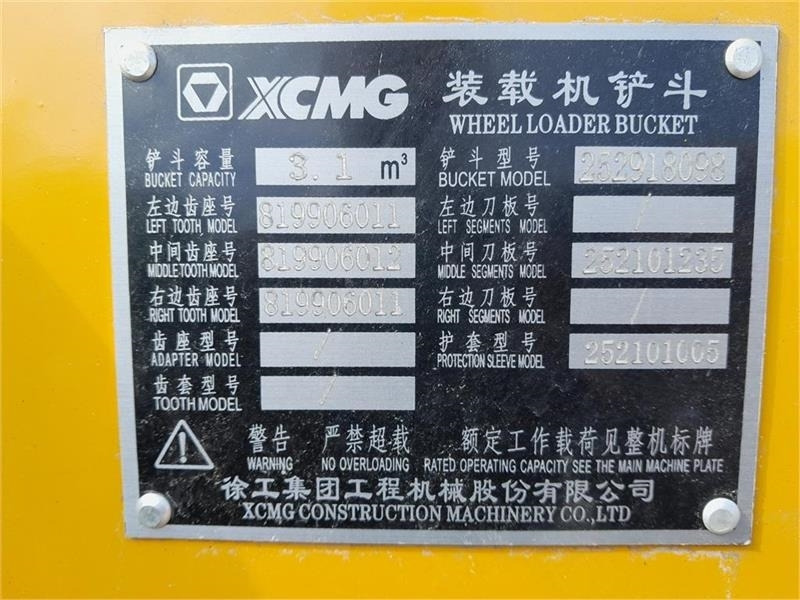 XCMG 装载机铲斗
WHEEL LOADER BUCKET
铲斗容量 3.1 m³ 铲斗型号 252918098
BUCKET CAPACITY BUCKET MODEL
左边齿座号 819906011 左边刀板号 /
LEFT TOOTH MODEL LEFT SEGMENTS MODEL
中间齿座号 819906012 中间刀板号 252101235
MIDDLE TOOTH MODEL MIDDLE SEGMENTS MODEL
右边齿座号 819906011 右边刀板号 /
RIGHT TOOTH MODEL RIGHT SEGMENTS MODEL
齿座型号 / 护套型号 252101005
ADAPTER MODEL PROTECTION SLEEVE MODEL
齿套型号 /
TOOTH MODEL
警告 严禁超载 额定工作载荷见整机标牌
WARNING NO OVERLOADING RATED OPERATING CAPACITY SEE THE MAIN MACHINE PLATE
徐工集团工程机械股份有限公司
XCMG CONSTRUCTION MACHINERY CO.,LTD